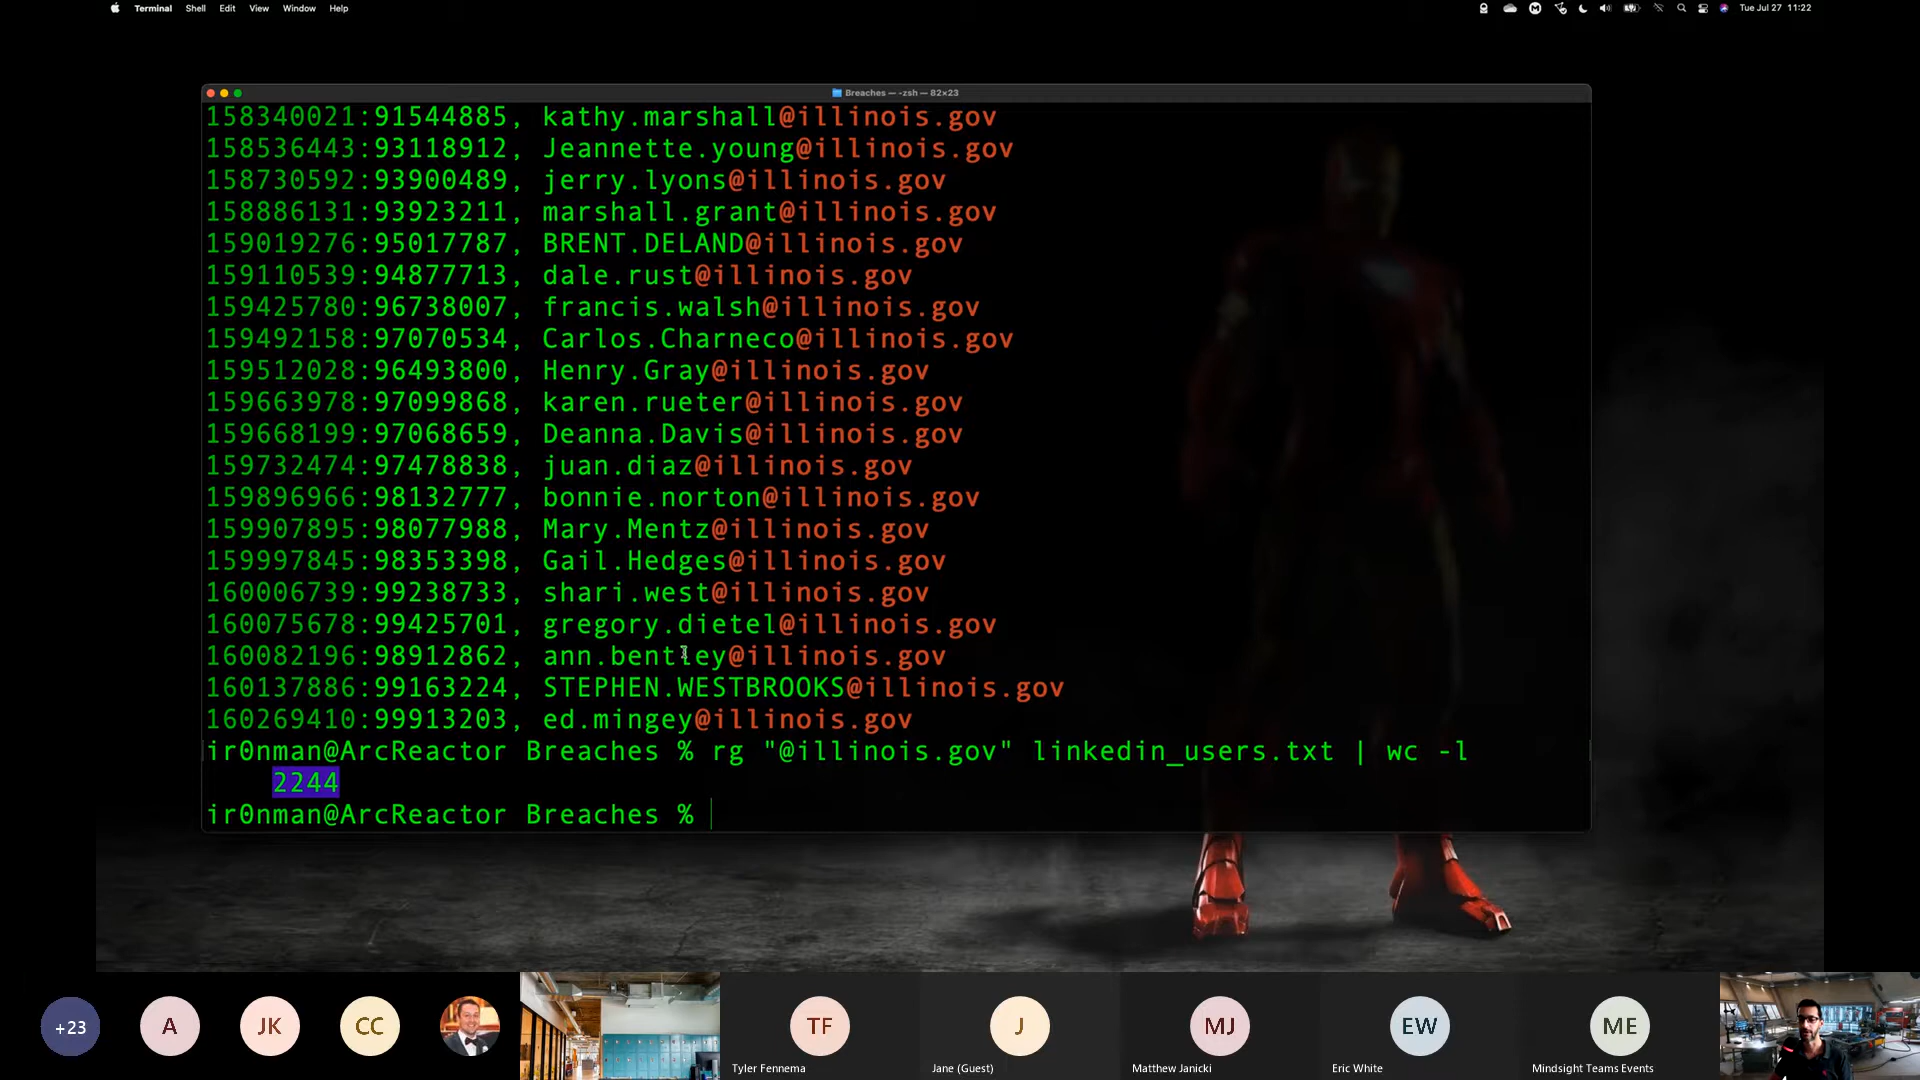 Terminal Shell Edit View Window Help Tue Jul 27 11:22
Breaches — -zsh — 82×23
158340021:91544885, kathy.marshall@illinois.gov
158536443:93118912, Jeannette.young@illinois.gov
158730592:93900489, jerry.lyons@illinois.gov
158886131:93923211, marshall.grant@illinois.gov
159019276:95017787, BRENT.DELAND@illinois.gov
159110539:94877713, dale.rust@illinois.gov
159425780:96738007, francis.walsh@illinois.gov
159492158:97070534, Carlos.Charneco@illinois.gov
159512028:96493800, Henry.Gray@illinois.gov
159663978:97099868, karen.rueter@illinois.gov
159668199:97068659, Deanna.Davis@illinois.gov
159732474:97478838, juan.diaz@illinois.gov
159896966:98132777, bonnie.norton@illinois.gov
159907895:98077988, Mary.Mentz@illinois.gov
159997845:98353398, Gail.Hedges@illinois.gov
160006739:99238733, shari.west@illinois.gov
160075678:99425701, gregory.dietel@illinois.gov
160082196:98912862, ann.bentley@illinois.gov
160137886:99163224, STEPHEN.WESTBROOKS@illinois.gov
160269410:99913203, ed.mingey@illinois.gov
ir0nman@ArcReactor Breaches % rg "@illinois.gov" linkedin_users.txt | wc -l
2244
ir0nman@ArcReactor Breaches %
+23 A JK CC TF J MJ EW ME
Tyler Fennema Jane (Guest) Matthew Janicki Eric White Mindsight Teams Events